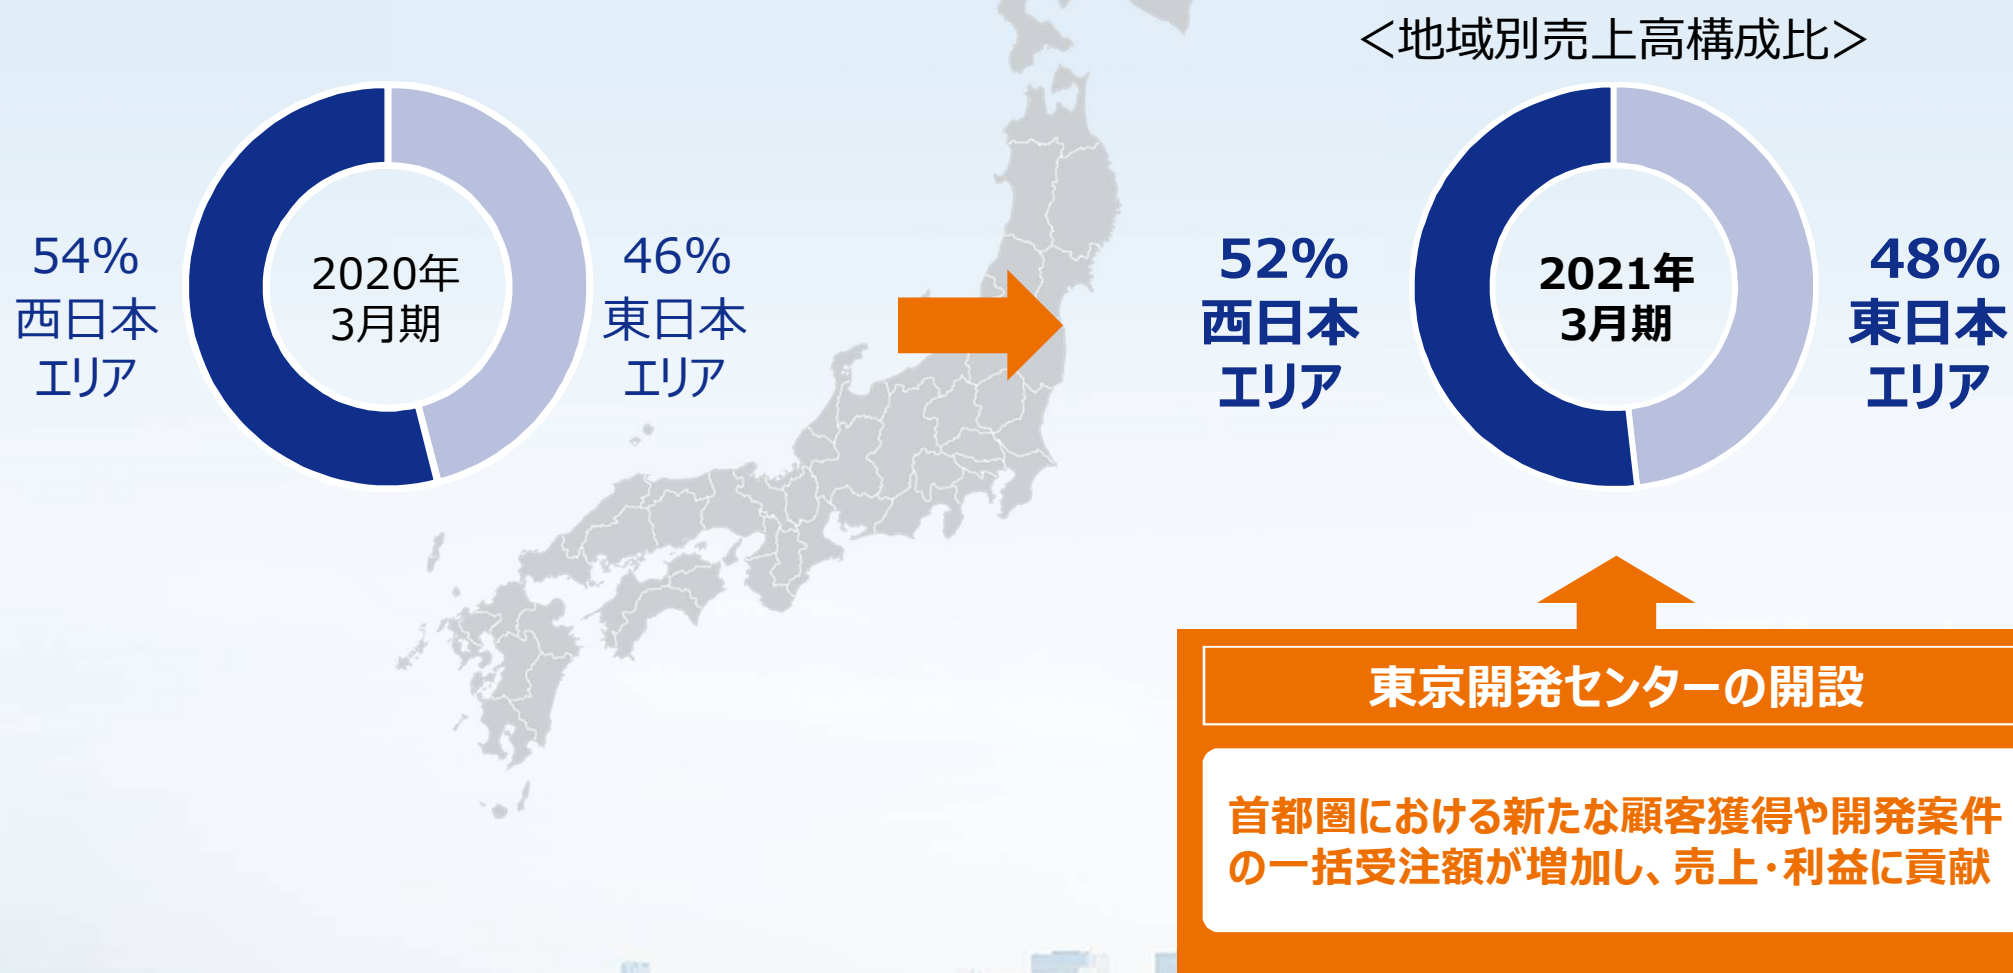 ＜地域別売上高構成比＞
54%
西日本
エリア
2020年
3月期
46%
東日本
エリア
52%
西日本
エリア
2021年
3月期
48%
東日本
エリア
東京開発センターの開設
首都圏における新たな顧客獲得や開発案件
の一括受注額が増加し、売上・利益に貢献